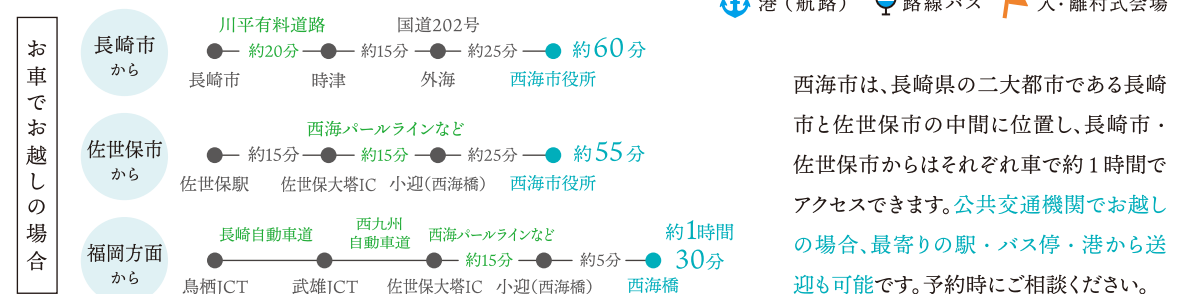 港（航路）
路線バス
入・離村式会場
お車でお越しの場合
長崎市
から
川平有料道路
国道202号
約20分
約15分
約25分
約60分
長崎市
時津
外海
西海市役所
佐世保市
から
西海パールラインなど
約15分
約15分
約25分
約55分
佐世保駅
佐世保大塔IC
小迎（西海橋）
西海市役所
福岡方面
から
長崎自動車道
西九州
自動車道
西海パールラインなど
約15分
約5分
約1時間
30分
鳥栖JCT
武雄JCT
佐世保大塔IC
小迎（西海橋）
西海橋
西海市は、長崎県の二大都市である長崎
市と佐世保市の中間に位置し、長崎市・
佐世保市からはそれぞれ車で約1時間で
アクセスできます。公共交通機関でお越し
の場合、最寄りの駅・バス停・港から送
迎も可能です。予約時にご相談ください。